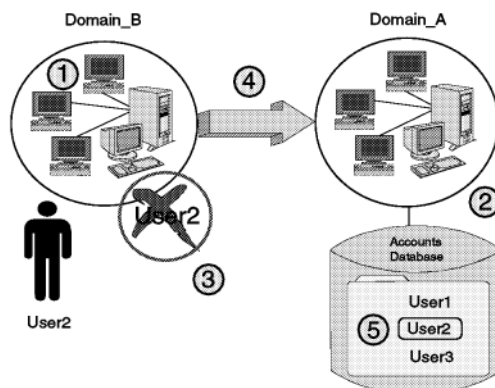 Domain_B
Domain_A
1
4
2
User2
3
User2
Accounts
Database
User1
5
User2
User3